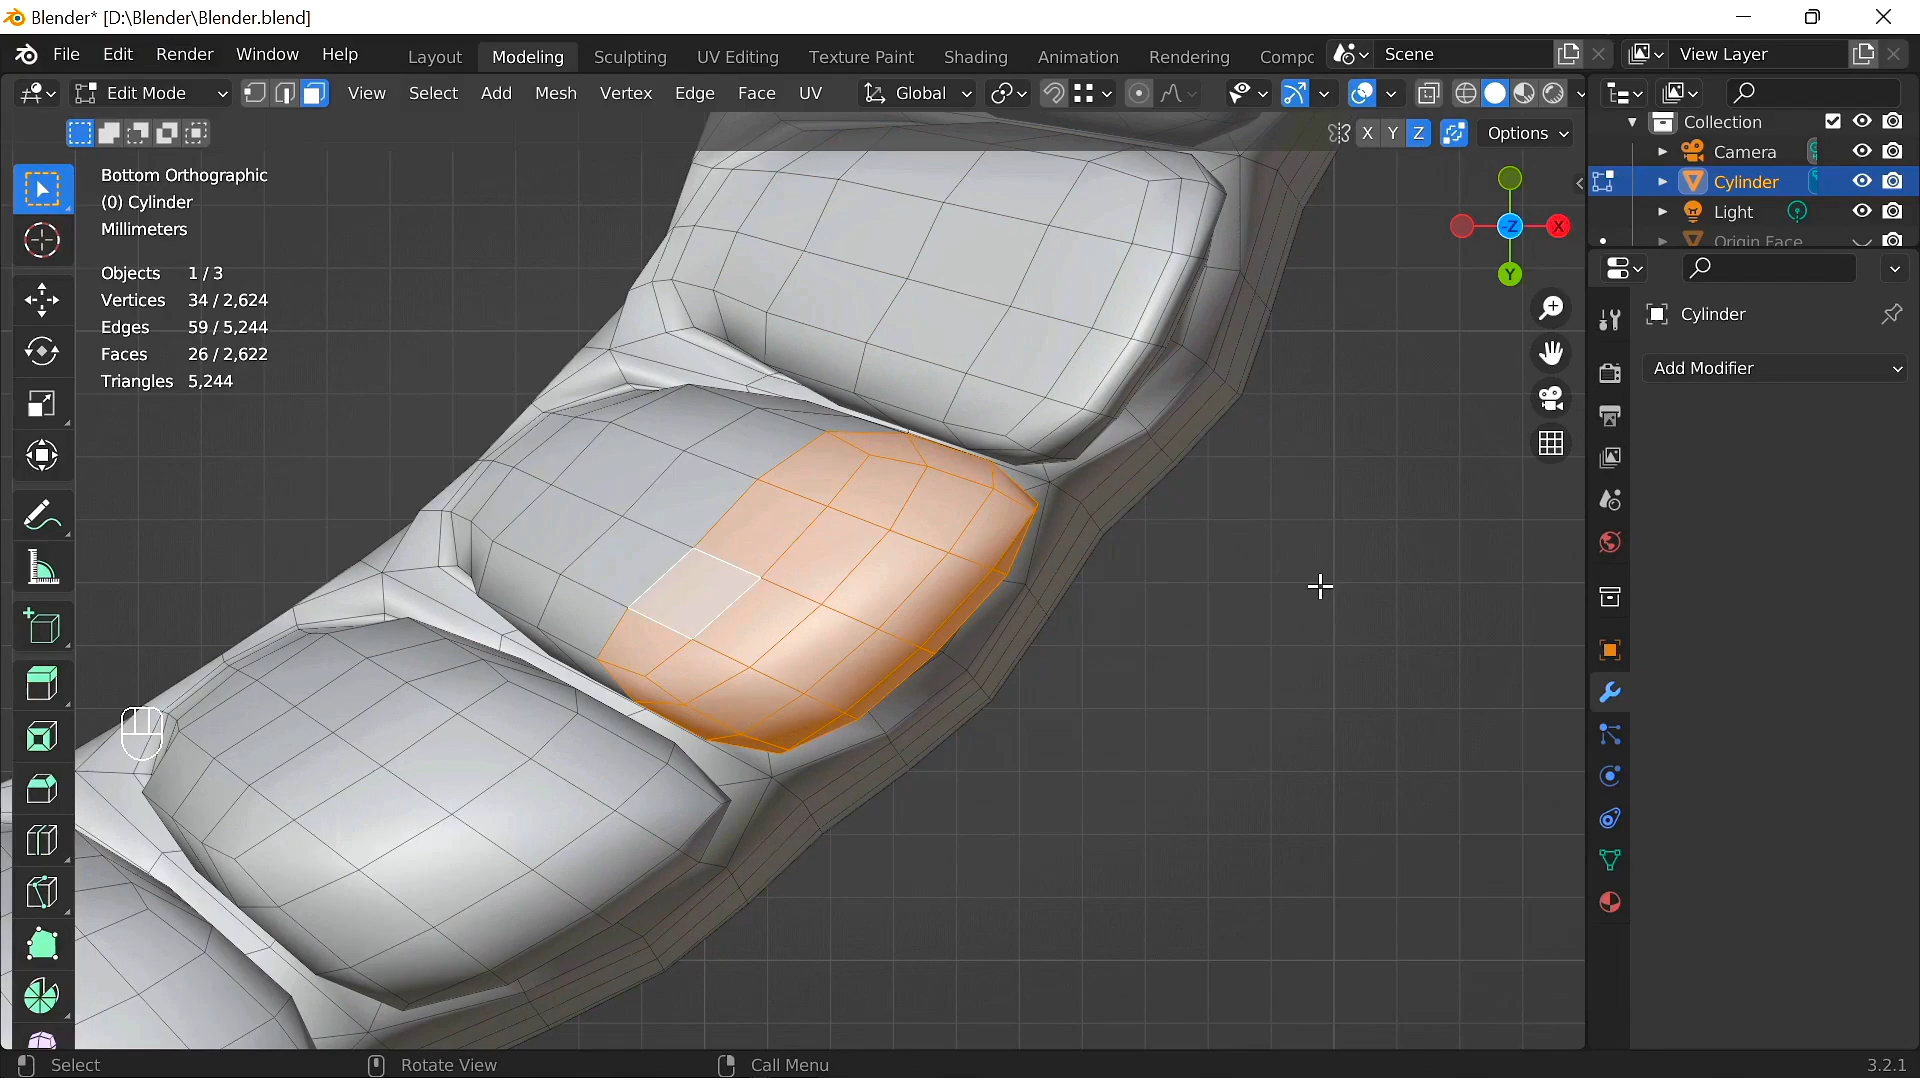 Blender* [D:\Blender\Blender.blend]
File Edit Render Window Help Layout Modeling Sculpting UV Editing Texture Paint Shading Animation Rendering Compc Scene View Layer
Edit Mode View Select Add Mesh Vertex Edge Face UV Global
X Y Z Options
Collection
Camera
Cylinder
Light
Origin Face
Bottom Orthographic
(0) Cylinder
Millimeters
Objects 1 / 3
Vertices 34 / 2,624
Edges 59 / 5,244
Faces 26 / 2,622
Triangles 5,244
-Z X
Y
Cylinder
Add Modifier
Select Rotate View Call Menu 3.2.1